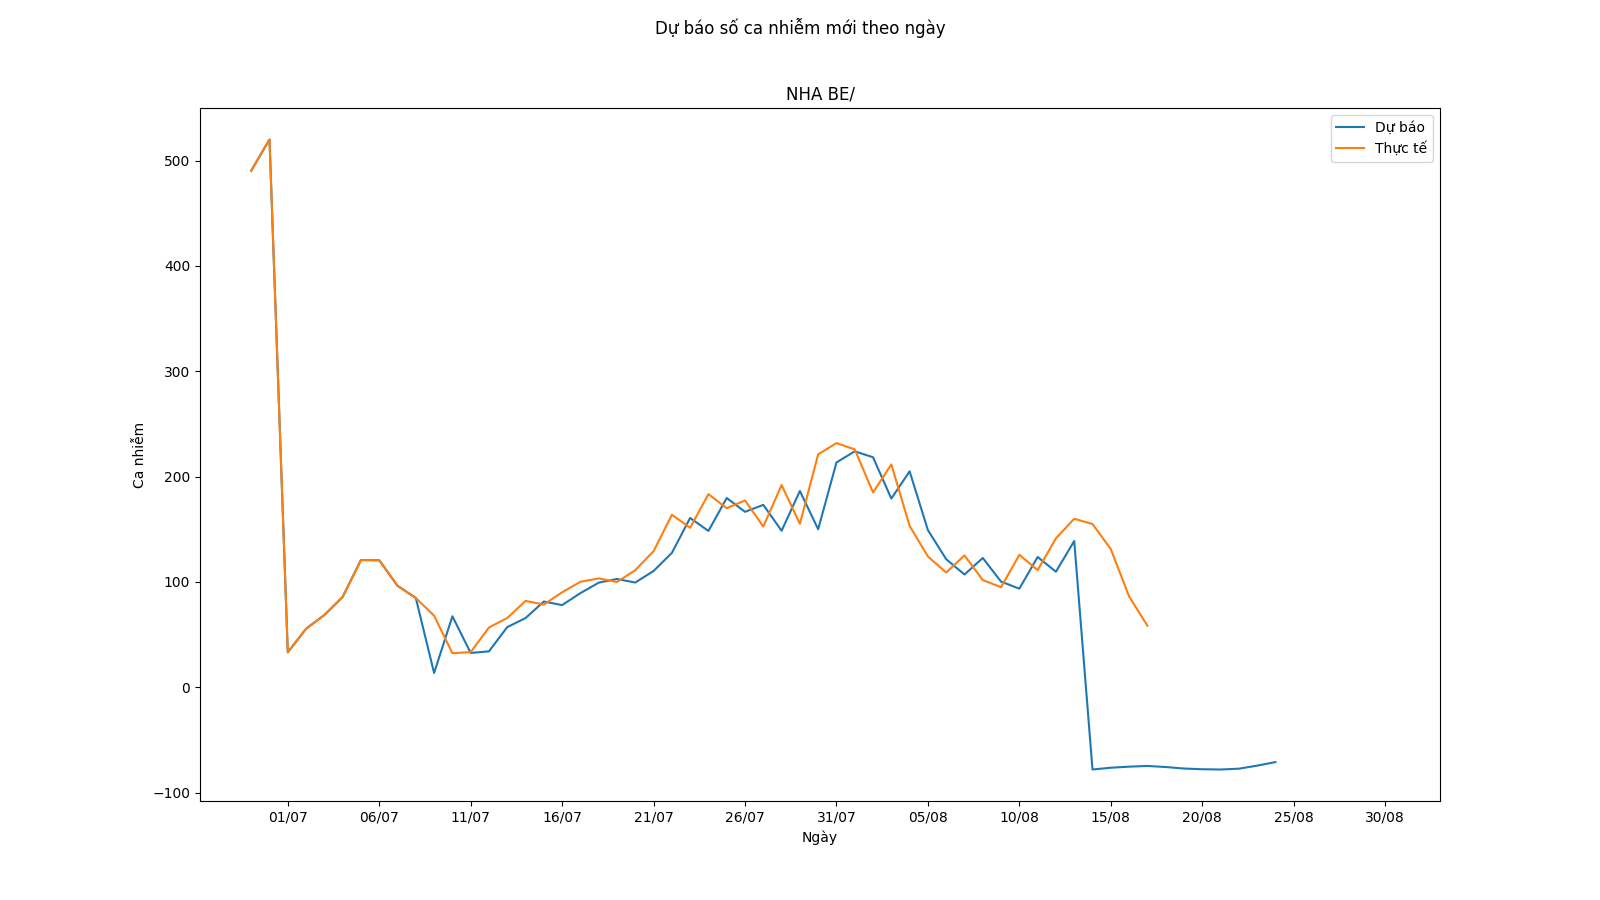 Dự báo số ca nhiễm mới theo ngày
NHA BE/
Dự báo
Thực tế
500
400
300
200
100
0
−100
Ca nhiễm
01/07 06/07 11/07 16/07 21/07 26/07 31/07 05/08 10/08 15/08 20/08 25/08 30/08
Ngày